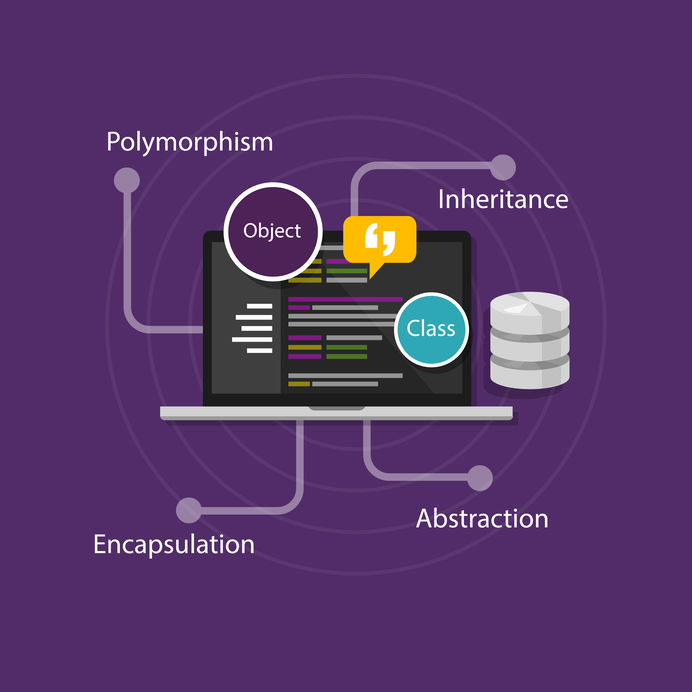 Polymorphism
Inheritance
Object
Class
Abstraction
Encapsulation